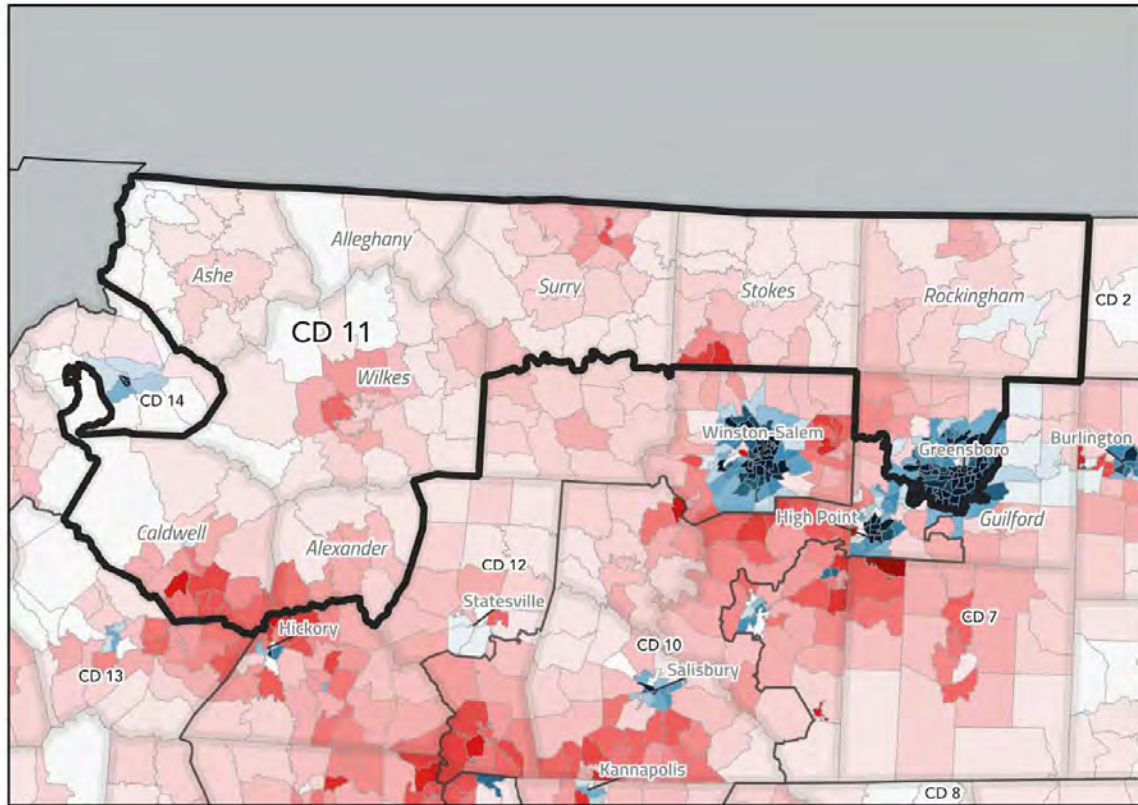 Alleghany
Ashe
Surry
Stokes
Rockingham
CD 2
CD 11
Wilkes
CD 14
Winston-Salem
Greensboro
Burlington
High Point
Guilford
Caldwell
Alexander
CD 12
Statesville
Hickory
CD 7
CD 10
CD 13
Salisbury
Kannapolis
CD 8